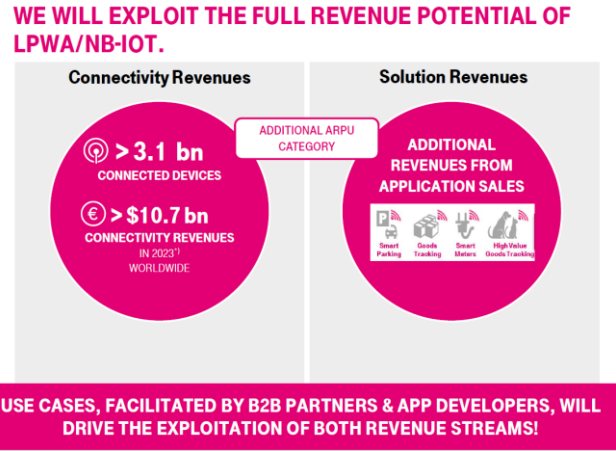 WE WILL EXPLOIT THE FULL REVENUE POTENTIAL OF
LPWA/NB-IOT.
Connectivity Revenues
> 3.1 bn
CONNECTED DEVICES
€ > $10.7 bn
CONNECTIVITY REVENUES
IN 2023*)
WORLDWIDE
ADDITIONAL ARPU
CATEGORY
Solution Revenues
ADDITIONAL
REVENUES FROM
APPLICATION SALES
P
Smart
Parking
Goods
Tracking
Smart
Meters
High Value
Goods Tracking
USE CASES, FACILITATED BY B2B PARTNERS & APP DEVELOPERS, WILL
DRIVE THE EXPLOITATION OF BOTH REVENUE STREAMS!